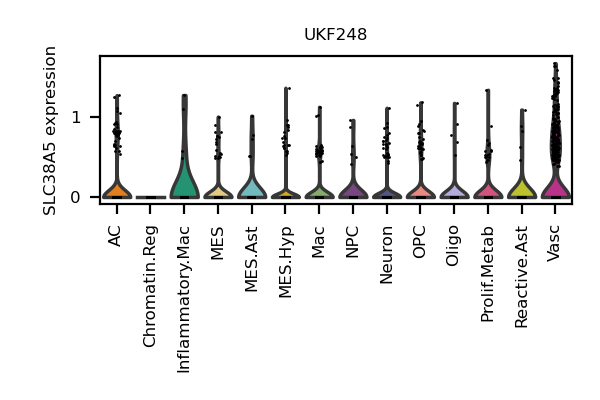 UKF248
SLC38A5 expression
1
0
AC
Chromatin.Reg
Inflammatory.Mac
MES
MES.Ast
MES.Hyp
Mac
NPC
Neuron
OPC
Oligo
Prolif.Metab
Reactive.Ast
Vasc